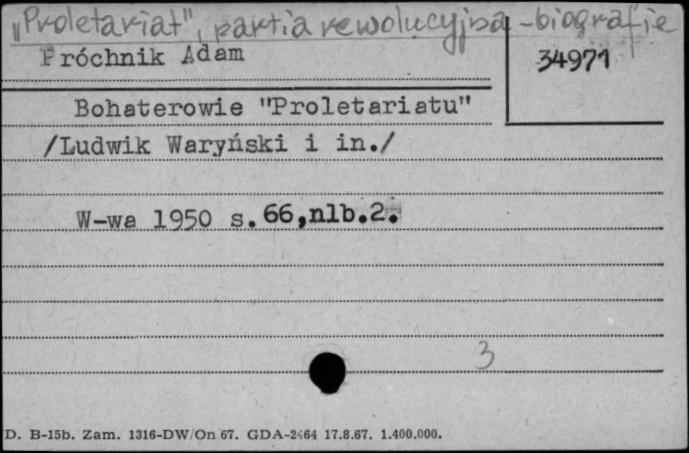 „Proletariat", partia rewolucyjna - biografie
Próchnik Adam
34971
Bohaterowie "Proletariatu"
/Ludwik Waryński i in./
W-wa 1950 s. 66,nlb.2.
3
D. B-15b. Zam. 1316-DW/On 67. GDA-2464 17.8.67. 1.400.000.